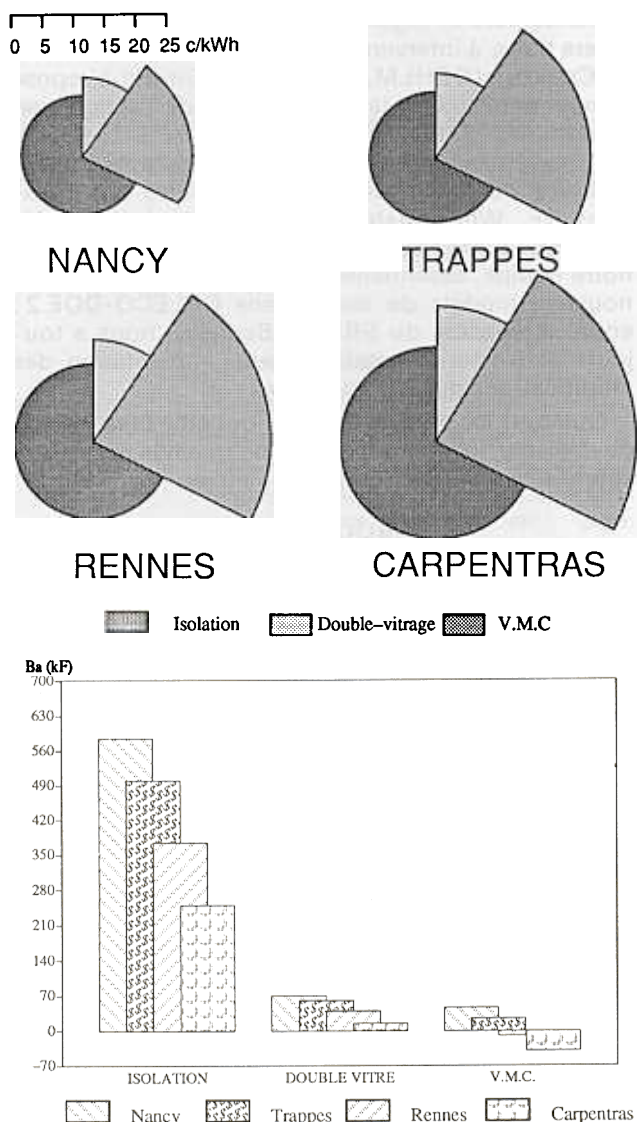 0 5 10 15 20 25 c/kWh
NANCY
TRAPPES
RENNES
CARPENTRAS
Isolation Double-vitrage V.M.C
Ba (kF)
700
630
560
490
420
350
280
210
140
70
0
-70
ISOLATION DOUBLE VITRE V.M.C.
Nancy Trappes Rennes Carpentras